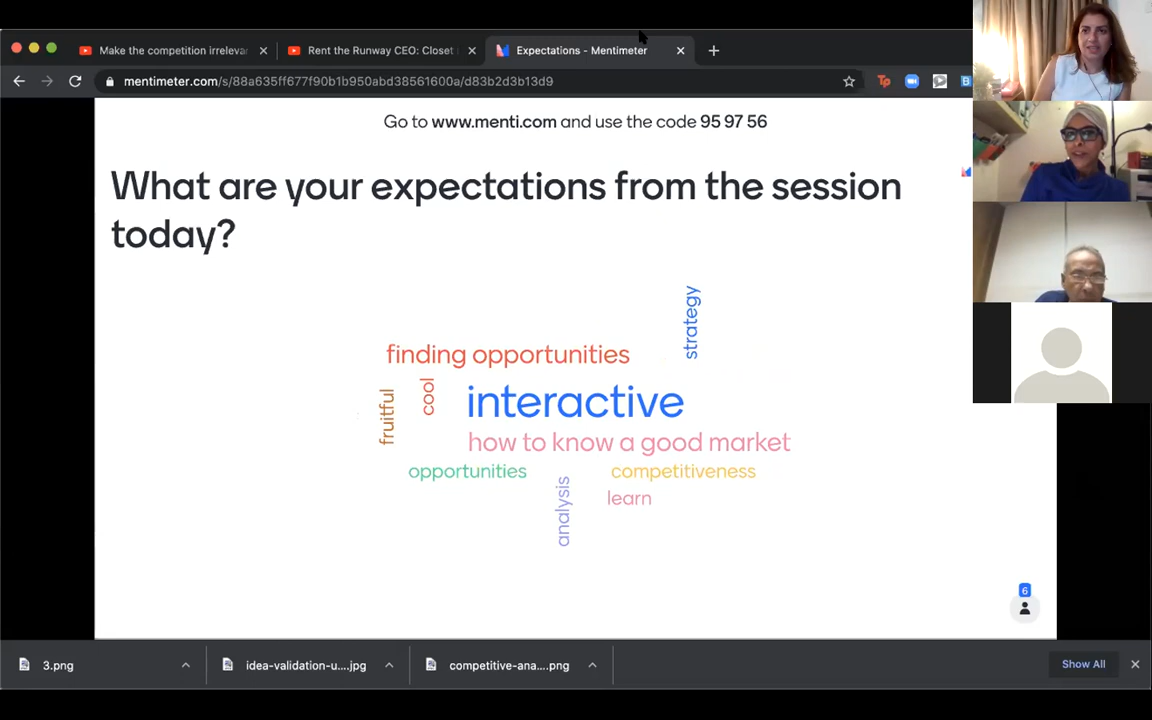 Make the competition irreleva
Rent the Runway CEO: Closet
Expectations - Mentimeter
mentimeter.com/s/88a635ff677f90b1b950abd38561600a/d83b2d3b13d9
Go to www.menti.com and use the code 95 97 56
What are your expectations from the session
today?
strategy
finding opportunities
fruitful
cool
interactive
how to know a good market
opportunities
competitiveness
analysis
learn
6
3.png
idea-validation-u....jpg
competitive-ana....png
Show All